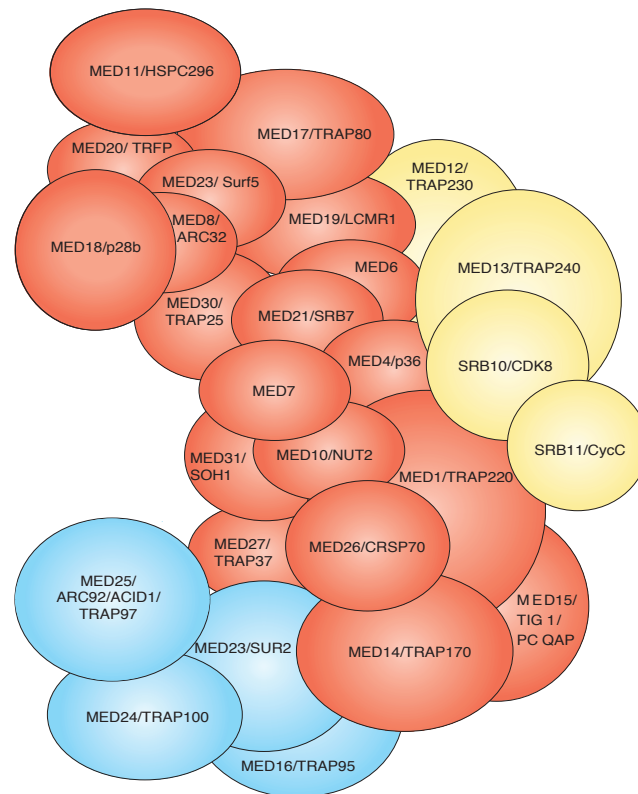 MED11/HSPC296
MED17/TRAP80
MED20/ TRFP
MED12/
TRAP230
MED23/ Surf5
MED8/
ARC32
MED19/LCMR1
MED18/p28b
MED6
MED13/TRAP240
MED30/
TRAP25
MED21/SRB7
MED4/p36
SRB10/CDK8
MED7
SRB11/CycC
MED31/
SOH1
MED10/NUT2
MED1/TRAP220
MED27/
TRAP37
MED26/CRSP70
MED25/
ARC92/ACID1/
TRAP97
MED15/
TIG 1/
PC QAP
MED23/SUR2
MED14/TRAP170
MED24/TRAP100
MED16/TRAP95